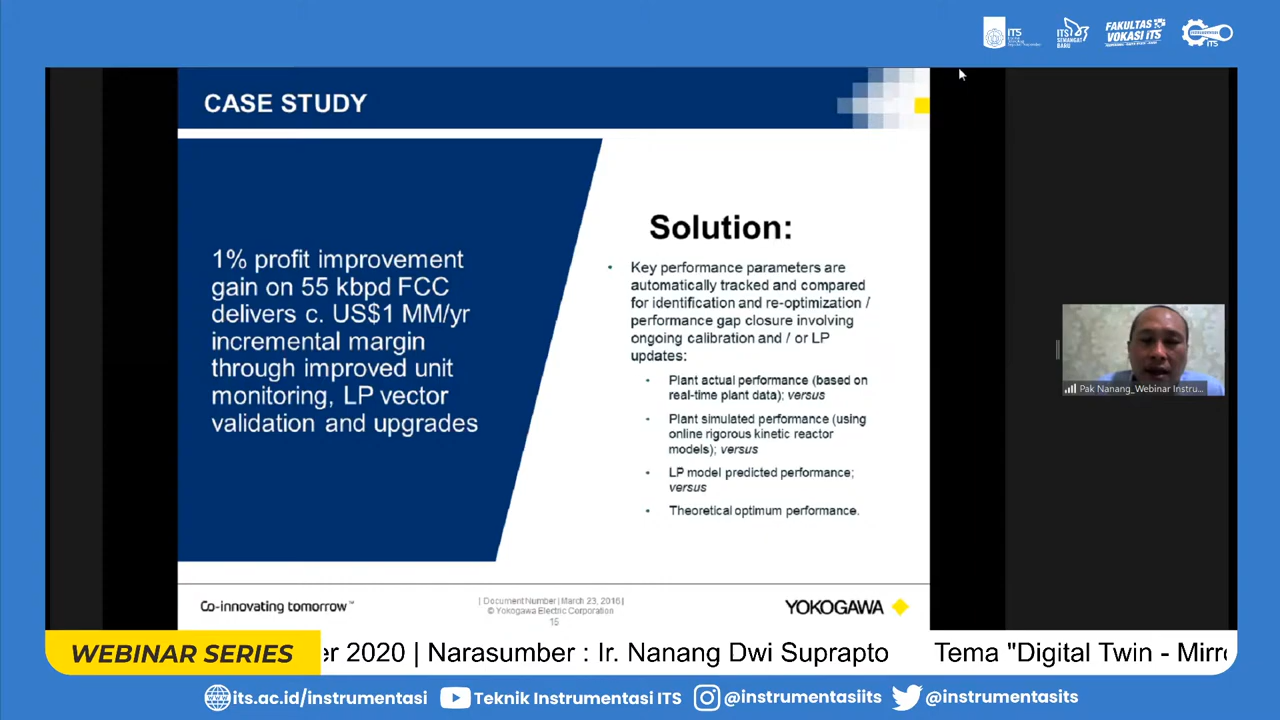 ITS
ITS
SEMANGAT
BARU
FAKULTAS
VOKASI ITS
ITS
CASE STUDY
1% profit improvement
gain on 55 kbpd FCC
delivers c. US$1 MM/yr
incremental margin
through improved unit
monitoring, LP vector
validation and upgrades
Solution:
• Key performance parameters are
automatically tracked and compared
for identification and re-optimization /
performance gap closure involving
ongoing calibration and / or LP
updates:
• Plant actual performance (based on
real-time plant data); versus
• Plant simulated performance (using
online rigorous kinetic reactor
models); versus
• LP model predicted performance;
versus
• Theoretical optimum performance.
Pak Nanang_Webinar Instru...
Co-innovating tomorrow™
| Document Number | March 23, 2016 |
© Yokogawa Electric Corporation
15
YOKOGAWA
WEBINAR SERIES
er 2020 | Narasumber : Ir. Nanang Dwi Suprapto Tema "Digital Twin - Mirro
its.ac.id/instrumentasi Teknik Instrumentasi ITS @instrumentasiits @instrumentasits